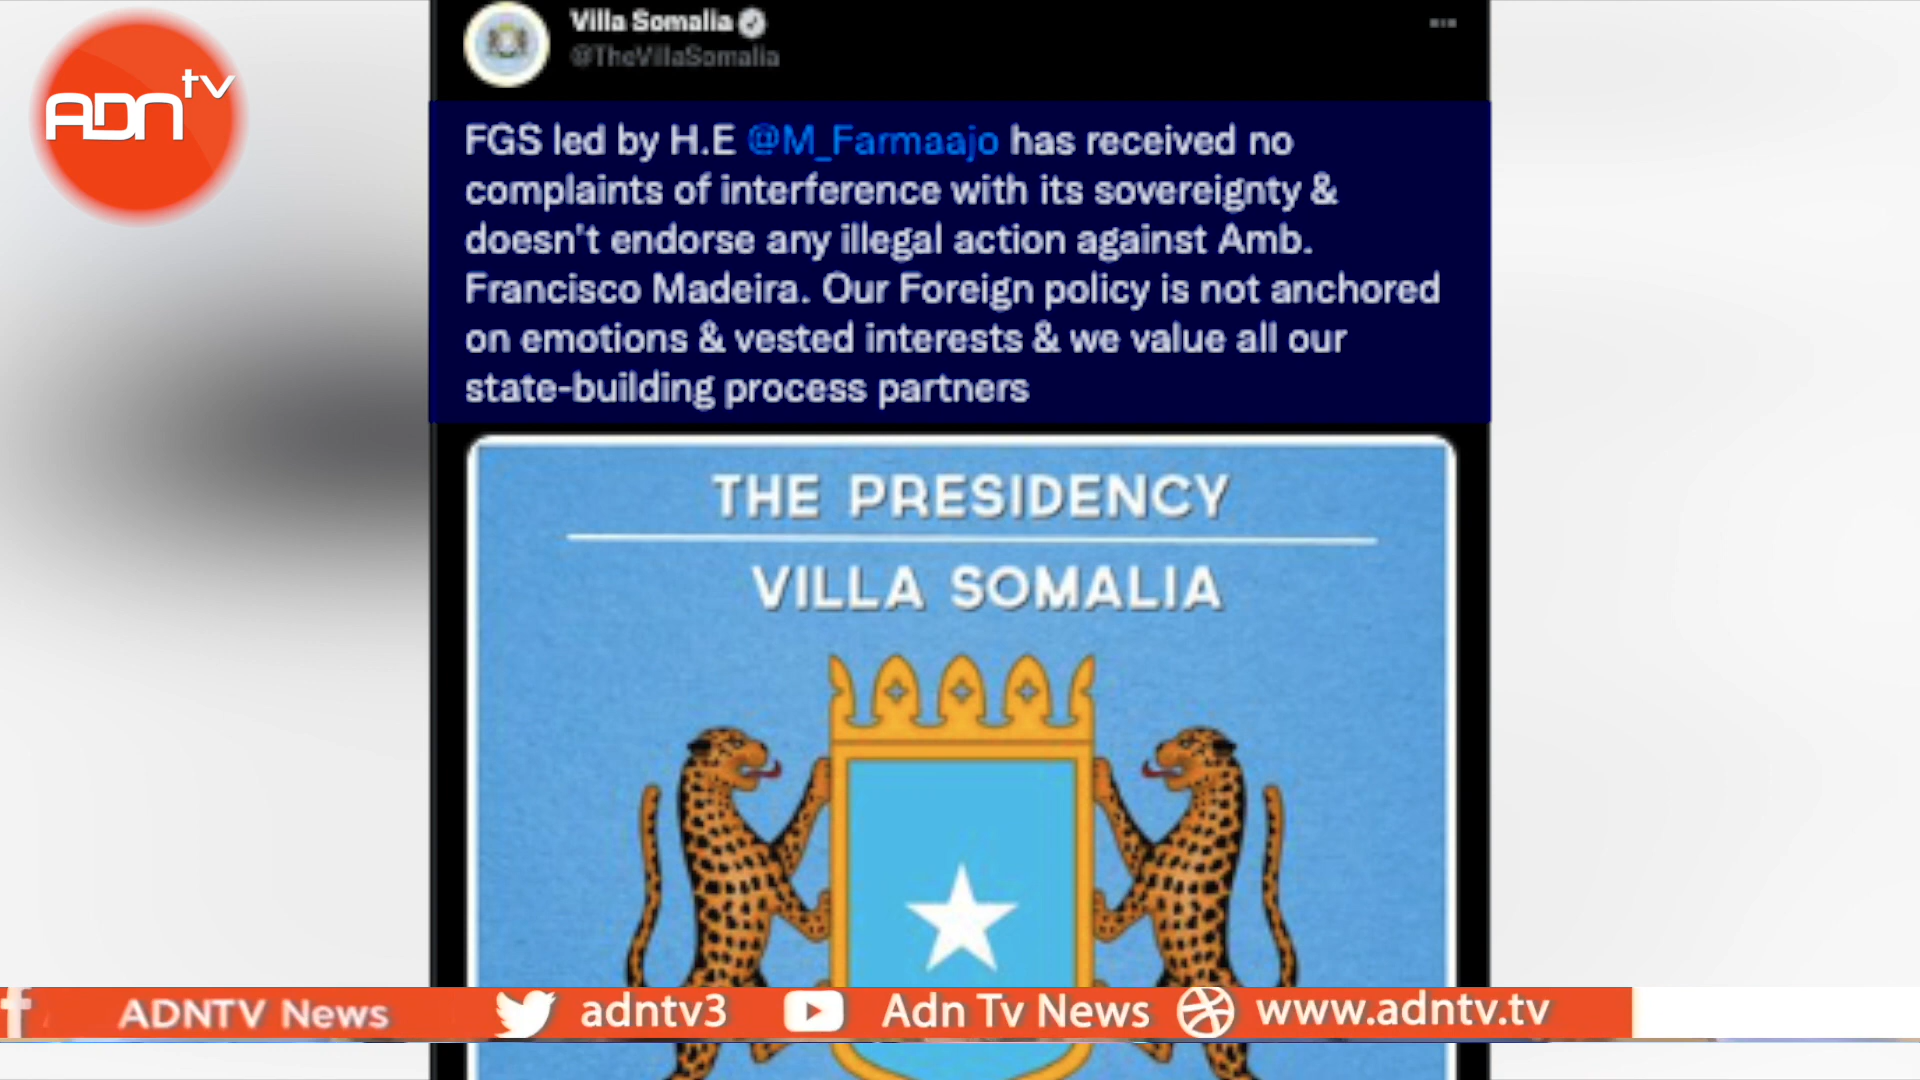 ADN tv
Villa Somalia
@TheVillaSomalia
FGS led by H.E @M_Farmaajo has received no
complaints of interference with its sovereignty &
doesn't endorse any illegal action against Amb.
Francisco Madeira. Our Foreign policy is not anchored
on emotions & vested interests & we value all our
state-building process partners
THE PRESIDENCY
VILLA SOMALIA
ADNTV News
adntv3
Adn Tv News
www.adntv.tv